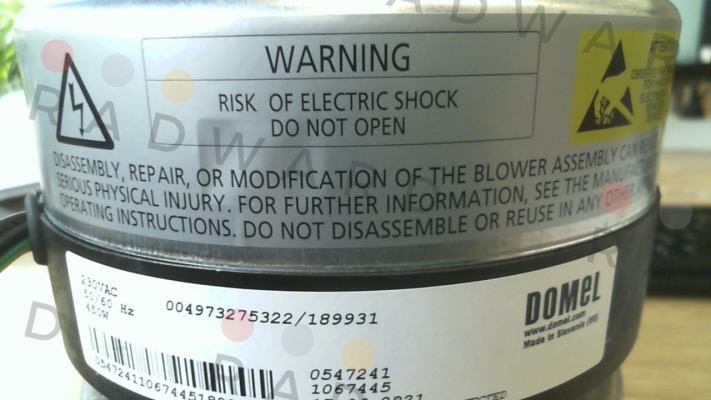 WARNING
RISK OF ELECTRIC SHOCK
DO NOT OPEN
DISASSEMBLY, REPAIR, OR MODIFICATION OF THE BLOWER ASSEMBLY CAN
SERIOUS PHYSICAL INJURY. FOR FURTHER INFORMATION, SEE THE
OPERATING INSTRUCTIONS. DO NOT DISASSEMBLE OR REUSE IN ANY OTHER
230VAC
50/60 Hz
450W
004973275322/189931
DOMEL
www.domel.com
Made in Slovenia (EU)
0547241
1067445